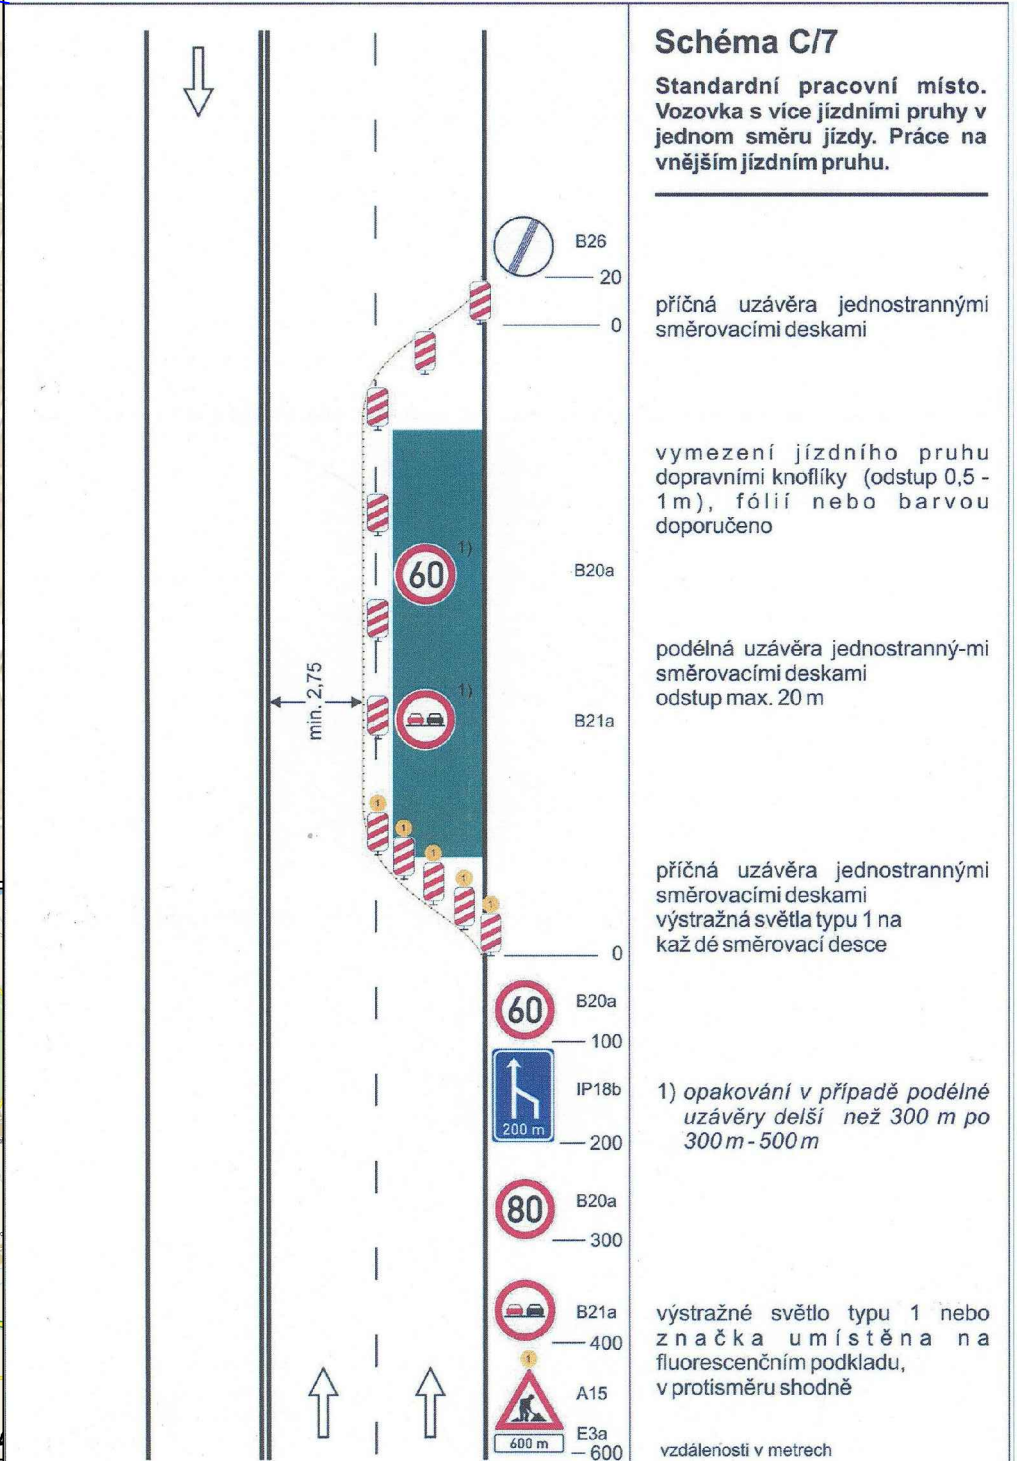 Schéma C/7
Standardní pracovní místo.
Vozovka s více jízdními pruhy v
jednom směru jízdy. Práce na
vnějším jízdním pruhu.
B26
20
0
příčná uzávěra jednostrannými
směrovacími deskami
vymezení jízdního pruhu
dopravními knoflíky (odstup 0,5 -
1m), fólií nebo barvou
doporučeno
1)
60
B20a
podélná uzávěra jednostranný-mi
směrovacími deskami
odstup max. 20 m
min. 2,75
1)
B21a
1
1
1
1
1
příčná uzávěra jednostrannými
směrovacími deskami
výstražná světla typu 1 na
kaž dé směrovací desce
0
60
B20a
100
IP18b
200 m
200
1) opakování v případě podélné
uzávěry delší než 300 m po
300 m - 500 m
80
B20a
300
B21a
400
výstražné světlo typu 1 nebo
značka umístěna na
fluorescenčním podkladu,
v protisměru shodně
1
A15
600 m
E3a
600
vzdálenosti v metrech